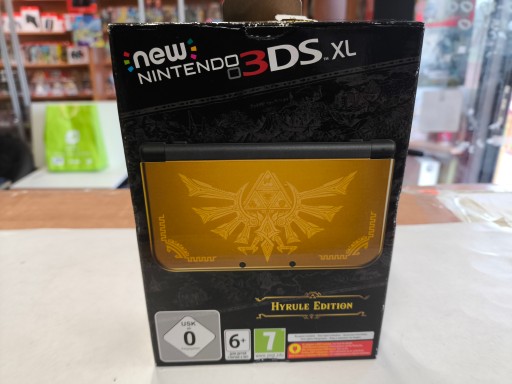 new
NINTENDO 3DS XL
HYRULE EDITION
USK
0
6+
7